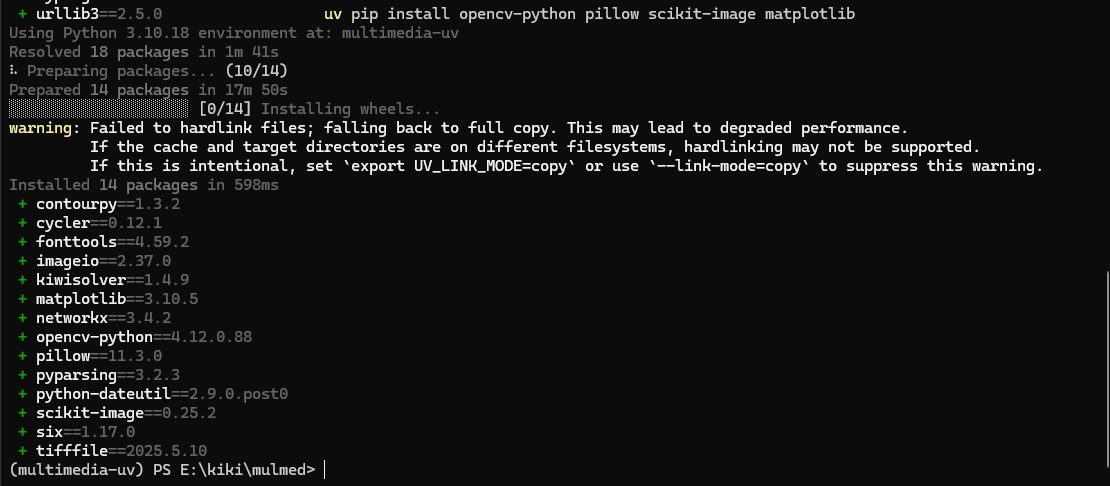 + urllib3==2.5.0 uv pip install opencv-python pillow scikit-image matplotlib
Using Python 3.10.18 environment at: multimedia-uv
Resolved 18 packages in 1m 41s
Preparing packages... (10/14)
Prepared 14 packages in 17m 50s
[0/14] Installing wheels...
warning: Failed to hardlink files; falling back to full copy. This may lead to degraded performance.
If the cache and target directories are on different filesystems, hardlinking may not be supported.
If this is intentional, set `export UV_LINK_MODE=copy` or use `--link-mode=copy` to suppress this warning.
Installed 14 packages in 598ms
+ contourpy==1.3.2
+ cycler==0.12.1
+ fonttools==4.59.2
+ imageio==2.37.0
+ kiwisolver==1.4.9
+ matplotlib==3.10.5
+ networkx==3.4.2
+ opencv-python==4.12.0.88
+ pillow==11.3.0
+ pyparsing==3.2.3
+ python-dateutil==2.9.0.post0
+ scikit-image==0.25.2
+ six==1.17.0
+ tifffile==2025.5.10
(multimedia-uv) PS E:\kiki\mulmed>